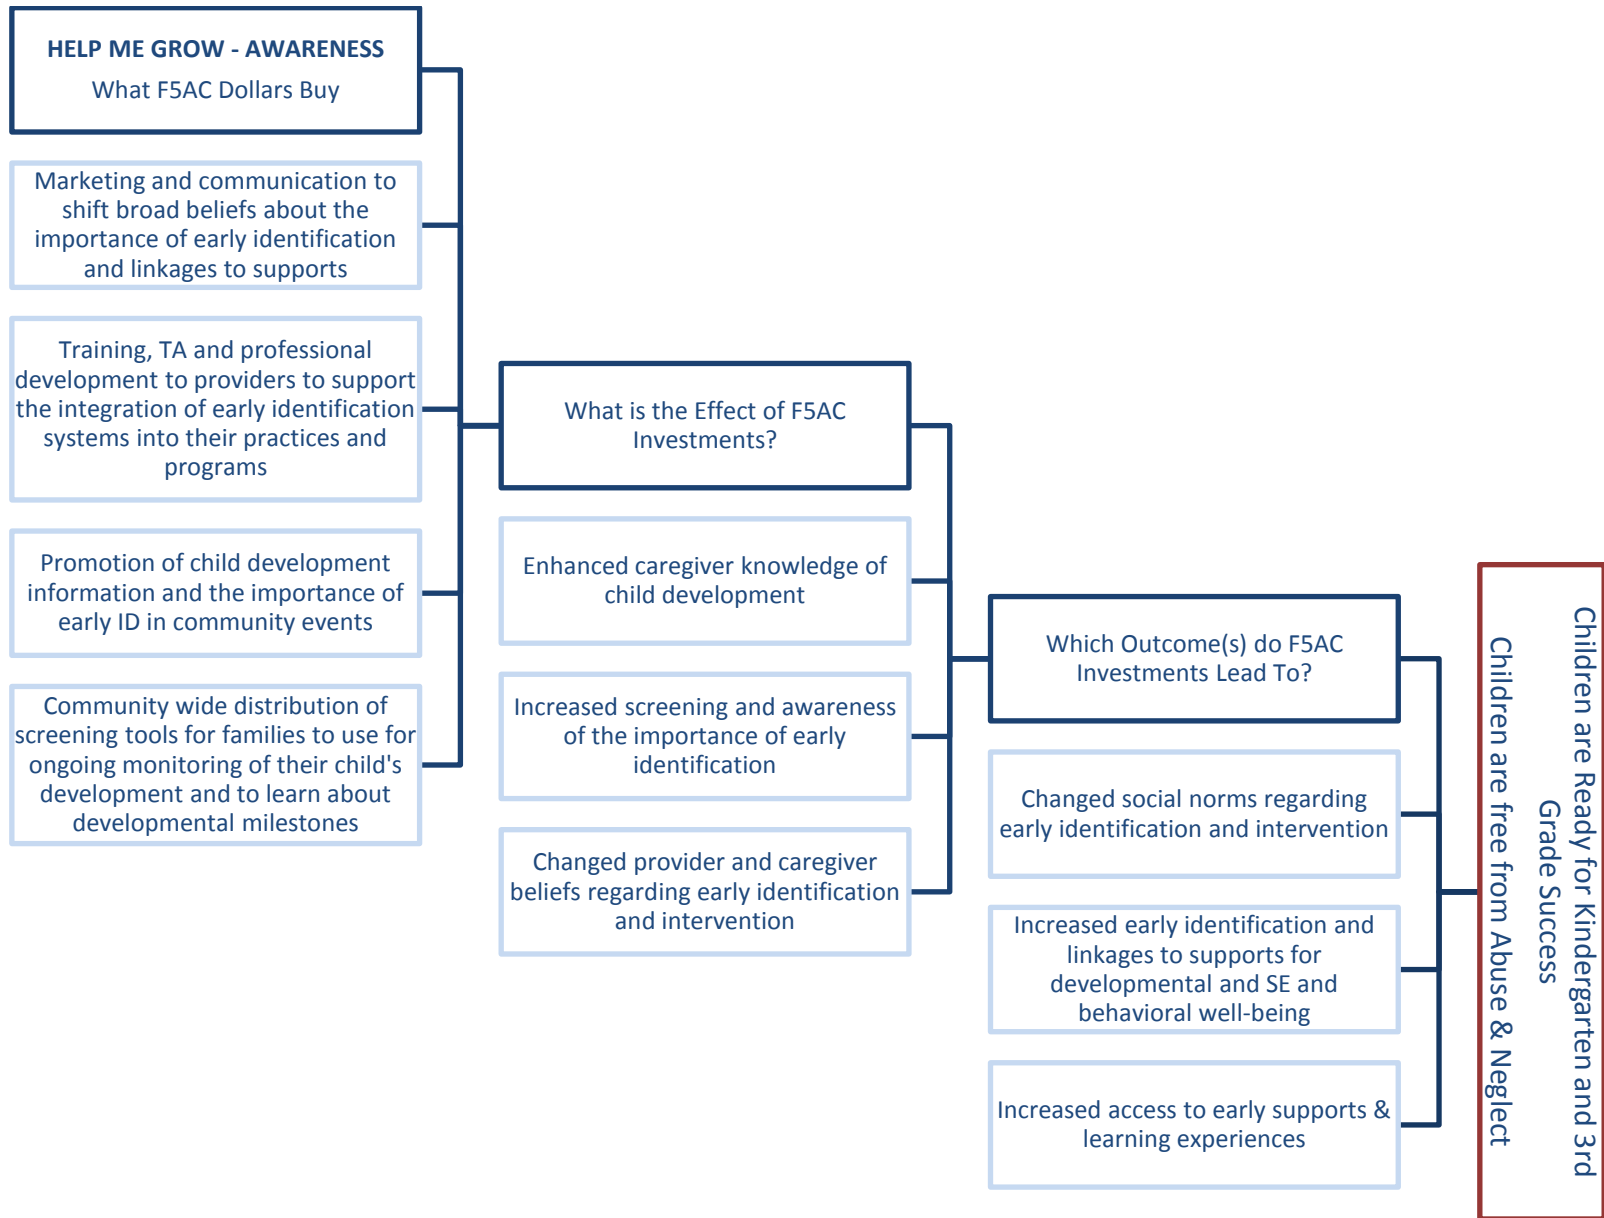 HELP ME GROW - AWARENESS
What F5AC Dollars Buy
Marketing and communication to
shift broad beliefs about the
importance of early identification
and linkages to supports
Training, TA and professional
development to providers to support
the integration of early identification
systems into their practices and
programs
Promotion of child development
information and the importance of
early ID in community events
Community wide distribution of
screening tools for families to use for
ongoing monitoring of their child's
development and to learn about
developmental milestones
What is the Effect of F5AC
Investments?
Enhanced caregiver knowledge of
child development
Increased screening and awareness
of the importance of early
identification
Changed provider and caregiver
beliefs regarding early identification
and intervention
Which Outcome(s) do F5AC
Investments Lead To?
Changed social norms regarding
early identification and intervention
Increased early identification and
linkages to supports for
developmental and SE and
behavioral well-being
Increased access to early supports &
learning experiences
Children are Ready for Kindergarten and 3rd
Grade Success
Children are free from Abuse & Neglect